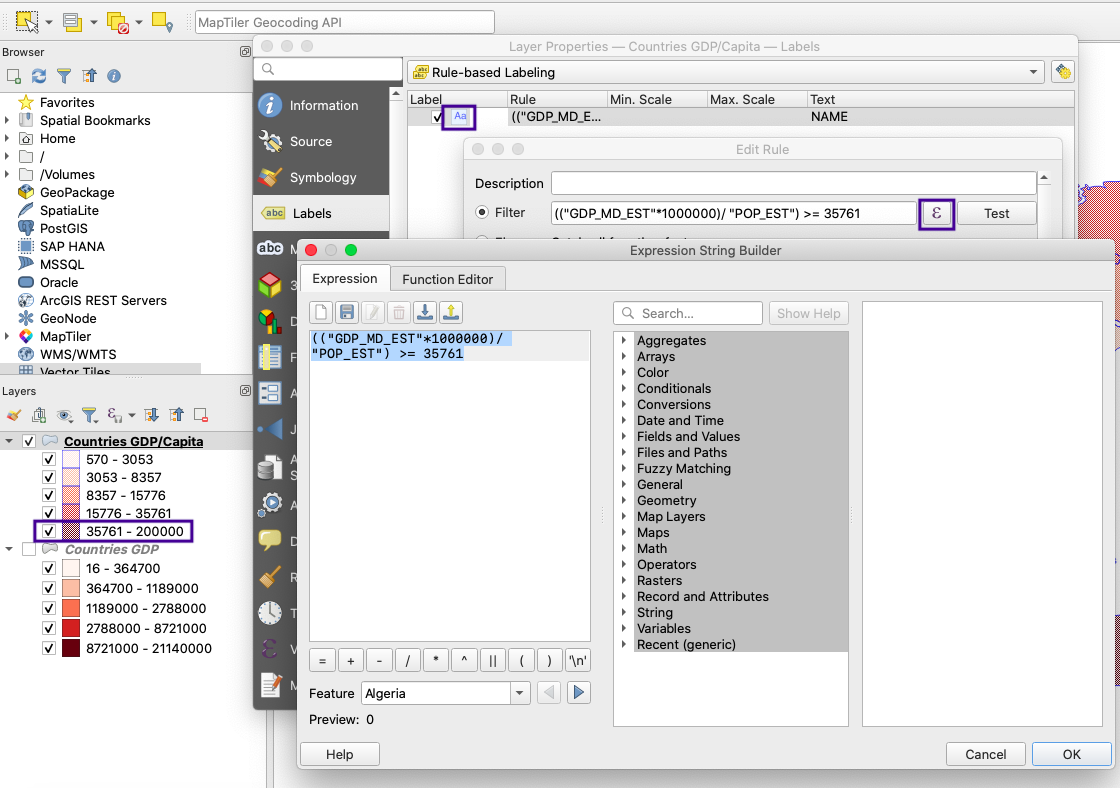 MapTiler Geocoding API
Browser
Favorites
Spatial Bookmarks
Home
/
/Volumes
GeoPackage
SpatiaLite
PostGIS
SAP HANA
MSSQL
Oracle
ArcGIS REST Servers
GeoNode
MapTiler
WMS/WMTS
Vector Tiles
Layers
Countries GDP/Capita
570 - 3053
3053 - 8357
8357 - 15776
15776 - 35761
35761 - 200000
Countries GDP
16 - 364700
364700 - 1189000
1189000 - 2788000
2788000 - 8721000
8721000 - 21140000
Layer Properties — Countries GDP/Capita — Labels
Information
Source
Symbology
abc Labels
abc
Rule-based Labeling
Label Rule Min. Scale Max. Scale Text
Aa (("GDP_MD_E... NAME
Edit Rule
Description
Filter (("GDP_MD_EST"*1000000)/ "POP_EST") >= 35761 ε Test
Expression String Builder
Expression Function Editor
Search... Show Help
(("GDP_MD_EST"*1000000)/
"POP_EST") >= 35761
Aggregates
Arrays
Color
Conditionals
Conversions
Date and Time
Fields and Values
Files and Paths
Fuzzy Matching
General
Geometry
Map Layers
Maps
Math
Operators
Rasters
Record and Attributes
String
Variables
Recent (generic)
= + - / * ^ || ( ) '\n'
Feature Algeria
Preview: 0
Help Cancel OK